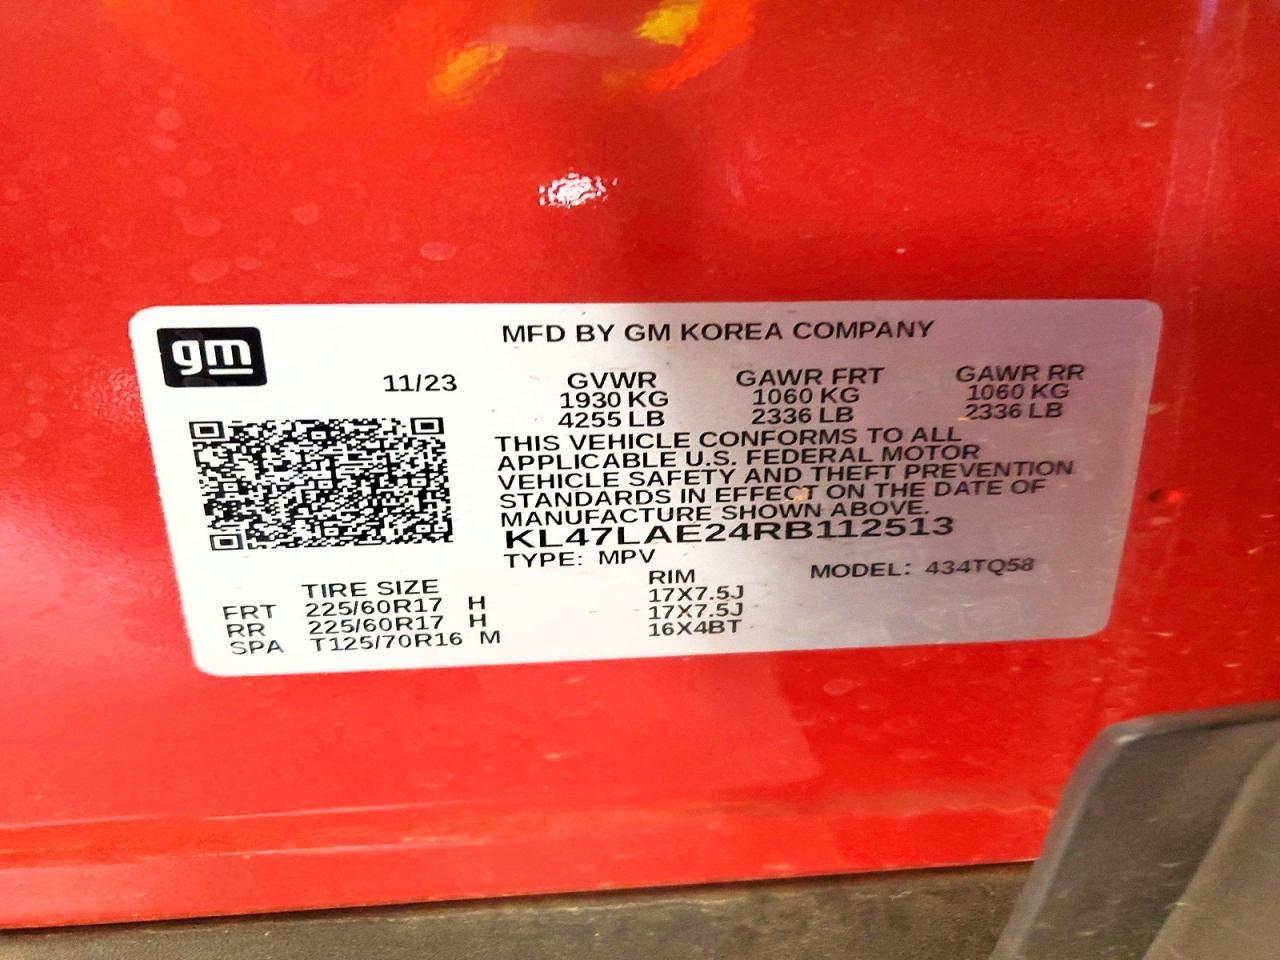 gm
MFD BY GM KOREA COMPANY
11/23
GVWR GAWR FRT GAWR RR
1930 KG 1060 KG 1060 KG
4255 LB 2336 LB 2336 LB
THIS VEHICLE CONFORMS TO ALL
APPLICABLE U.S. FEDERAL MOTOR
VEHICLE SAFETY AND THEFT PREVENTION
STANDARDS IN EFFECT ON THE DATE OF
MANUFACTURE SHOWN ABOVE.
KL47LAE24RB112513
TYPE: MPV MODEL: 434TQ58
TIRE SIZE RIM
FRT 225/60R17 H 17X7.5J
RR 225/60R17 H 17X7.5J
SPA T125/70R16 M 16X4BT